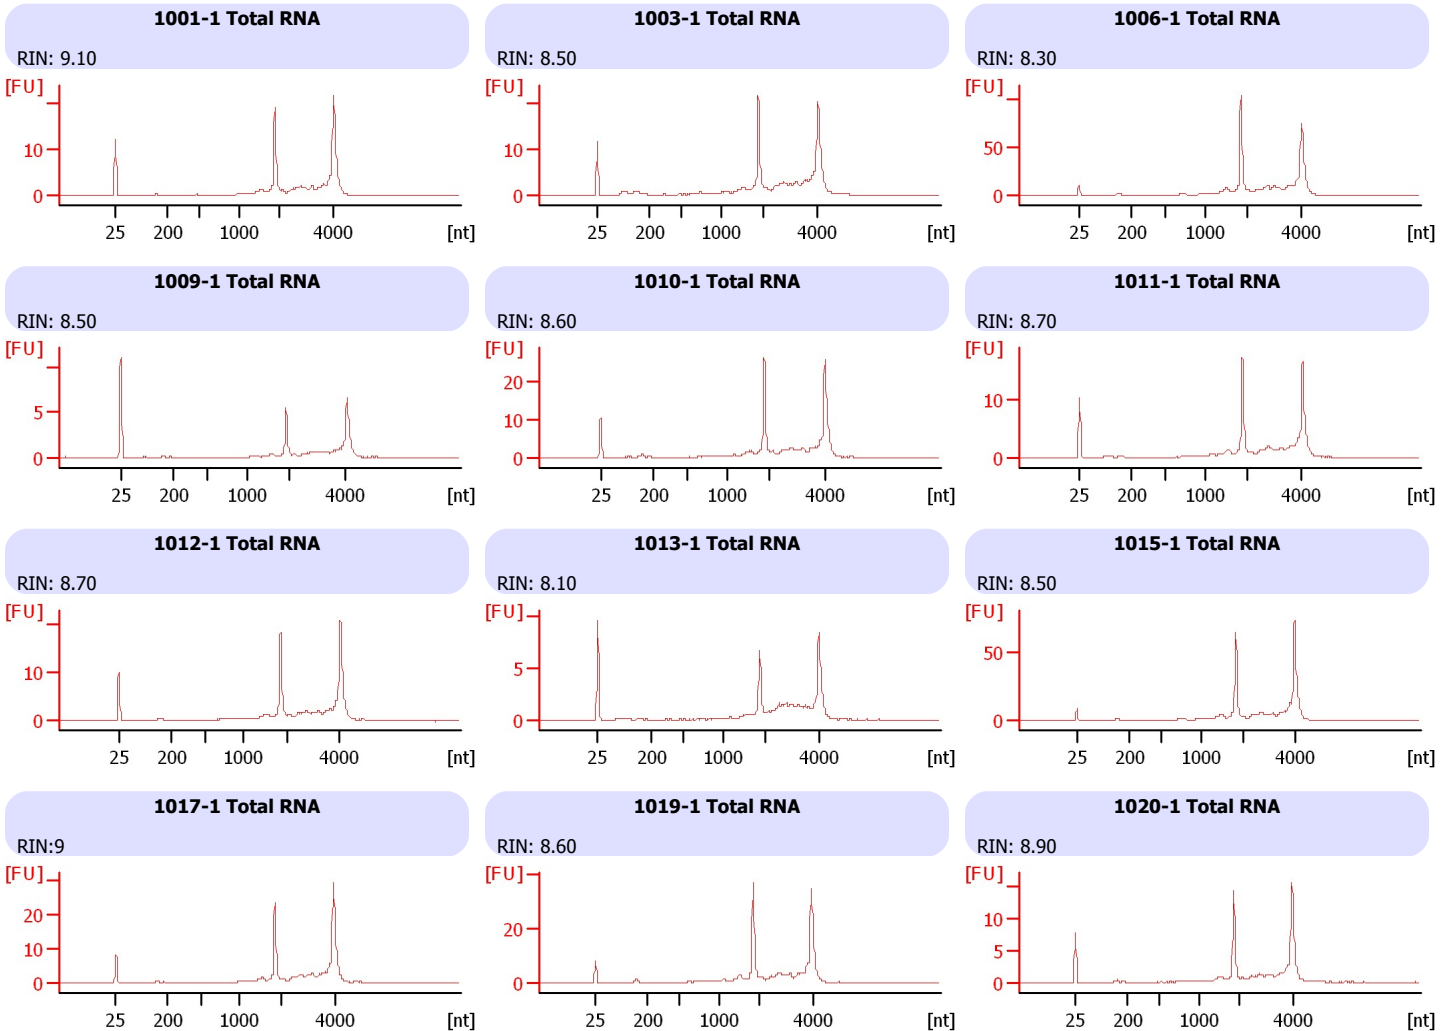 1001-1 Total RNA
RIN: 9.10
[FU]
10
0
25 200 1000 4000 [nt]
1003-1 Total RNA
RIN: 8.50
[FU]
10
0
25 200 1000 4000 [nt]
1006-1 Total RNA
RIN: 8.30
[FU]
50
0
25 200 1000 4000 [nt]
1009-1 Total RNA
RIN: 8.50
[FU]
5
0
25 200 1000 4000 [nt]
1010-1 Total RNA
RIN: 8.60
[FU]
20
10
0
25 200 1000 4000 [nt]
1011-1 Total RNA
RIN: 8.70
[FU]
10
0
25 200 1000 4000 [nt]
1012-1 Total RNA
RIN: 8.70
[FU]
10
0
25 200 1000 4000 [nt]
1013-1 Total RNA
RIN: 8.10
[FU]
5
0
25 200 1000 4000 [nt]
1015-1 Total RNA
RIN: 8.50
[FU]
50
0
25 200 1000 4000 [nt]
1017-1 Total RNA
RIN:9
[FU]
20
10
0
25 200 1000 4000 [nt]
1019-1 Total RNA
RIN: 8.60
[FU]
20
0
25 200 1000 4000 [nt]
1020-1 Total RNA
RIN: 8.90
[FU]
10
5
0
25 200 1000 4000 [nt]